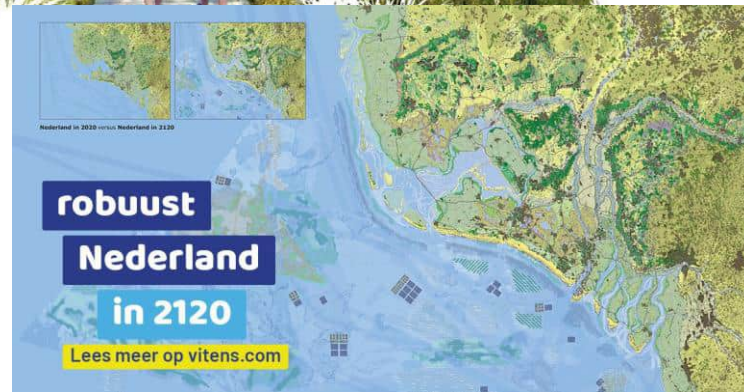 Nederland in 2020 versus Nederland in 2120
robuust
Nederland
in 2120
Lees meer op vitens.com